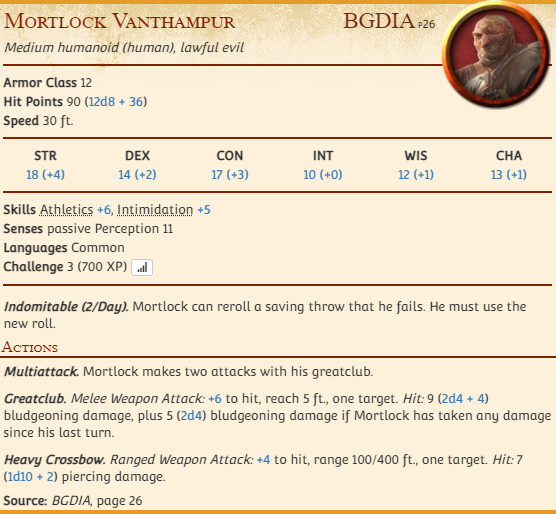 Mortlock Vanthampur BGDIA p26
Medium humanoid (human), lawful evil
Armor Class 12
Hit Points 90 (12d8 + 36)
Speed 30 ft.
STR DEX CON INT WIS CHA
18 (+4) 14 (+2) 17 (+3) 10 (+0) 12 (+1) 13 (+1)
Skills Athletics +6, Intimidation +5
Senses passive Perception 11
Languages Common
Challenge 3 (700 XP)
Indomitable (2/Day). Mortlock can reroll a saving throw that he fails. He must use the
new roll.
Actions
Multiattack. Mortlock makes two attacks with his greatclub.
Greatclub. Melee Weapon Attack: +6 to hit, reach 5 ft., one target. Hit: 9 (2d4 + 4)
bludgeoning damage, plus 5 (2d4) bludgeoning damage if Mortlock has taken any damage
since his last turn.
Heavy Crossbow. Ranged Weapon Attack: +4 to hit, range 100/400 ft., one target. Hit: 7
(1d10 + 2) piercing damage.
Source: BGDIA, page 26